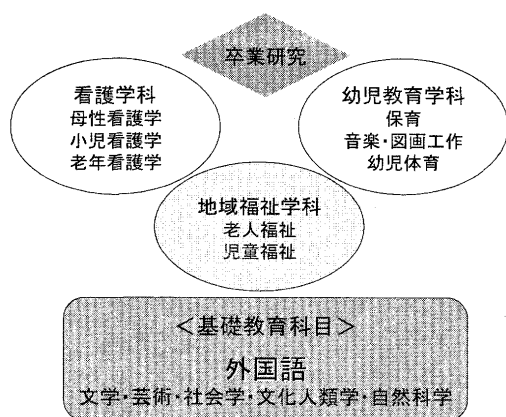 卒業研究
看護学科
母性看護学
小児看護学
老年看護学
幼児教育学科
保育
音楽・図画工作
幼児体育
地域福祉学科
老人福祉
児童福祉
＜基礎教育科目＞
外国語
文学・芸術・社会学・文化人類学・自然科学